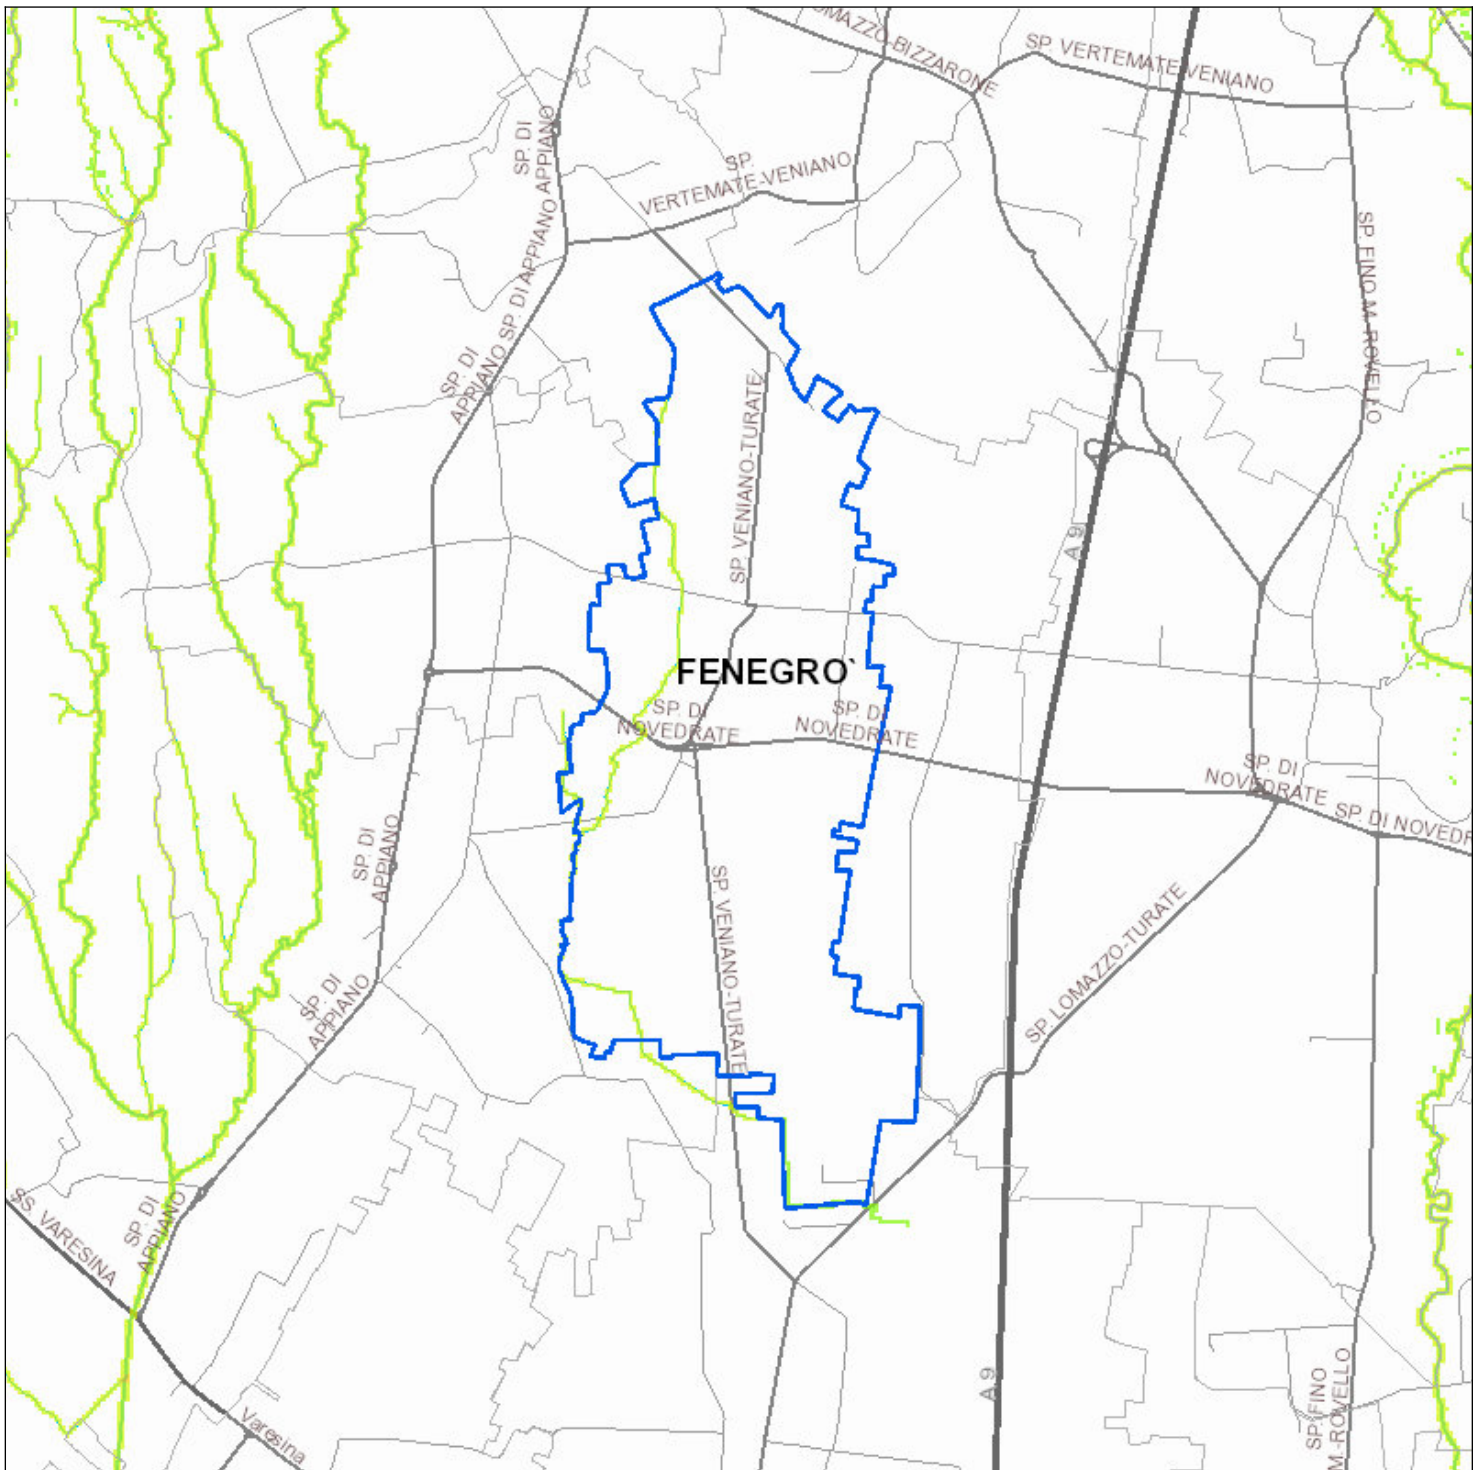 OMAZZO-BIZZARONE
SP. VERTEMATE-VENIANO
SP. DI
APPIANO
SP.
VERTEMATE-VENIANO
SP. FINO M.-ROVELLO
SP. DI APPIANO
SP. DI
APPIANO
SP. VENIANO-TURATE
A 9
FENEGRO`
SP. DI
NOVEDRATE
SP. DI
NOVEDRATE
SP. DI
NOVEDRATE
SP. DI NOVEDR
SP. DI
APPIANO
SP. VENIANO-TURATE
SP. LOMAZZO-TURATE
SP. DI
APPIANO
SP. DI
APPIANO
SS. VARESINA
A 9
SP. FINO
M.-ROVELLO
Varesina